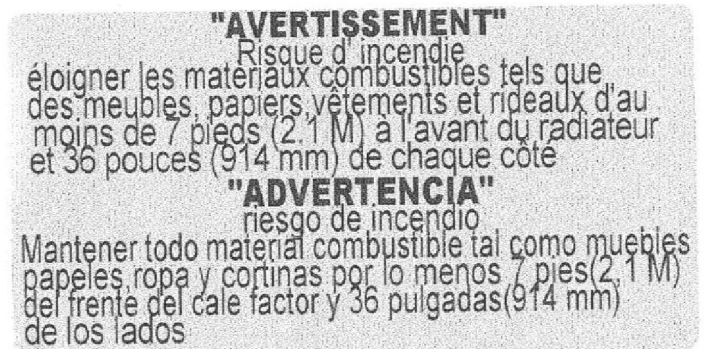 "AVERTISSEMENT"
Risque d' incendie
éloigner les materiaux combustibles tels que
des meubles, papiers, vêtements et rideaux d'au
moins de 7 pieds (2.1 M) à l'avant du radiateur
et 36 pouces (914 mm) de chaque côté
"ADVERTENCIA"
riesgo de incendio
Mantener todo material combustible tal como muebles
papeles, ropa y cortinas por lo menos 7 pies(2,1 M)
del frente del cale factor y 36 pulgadas(914 mm)
de los lados